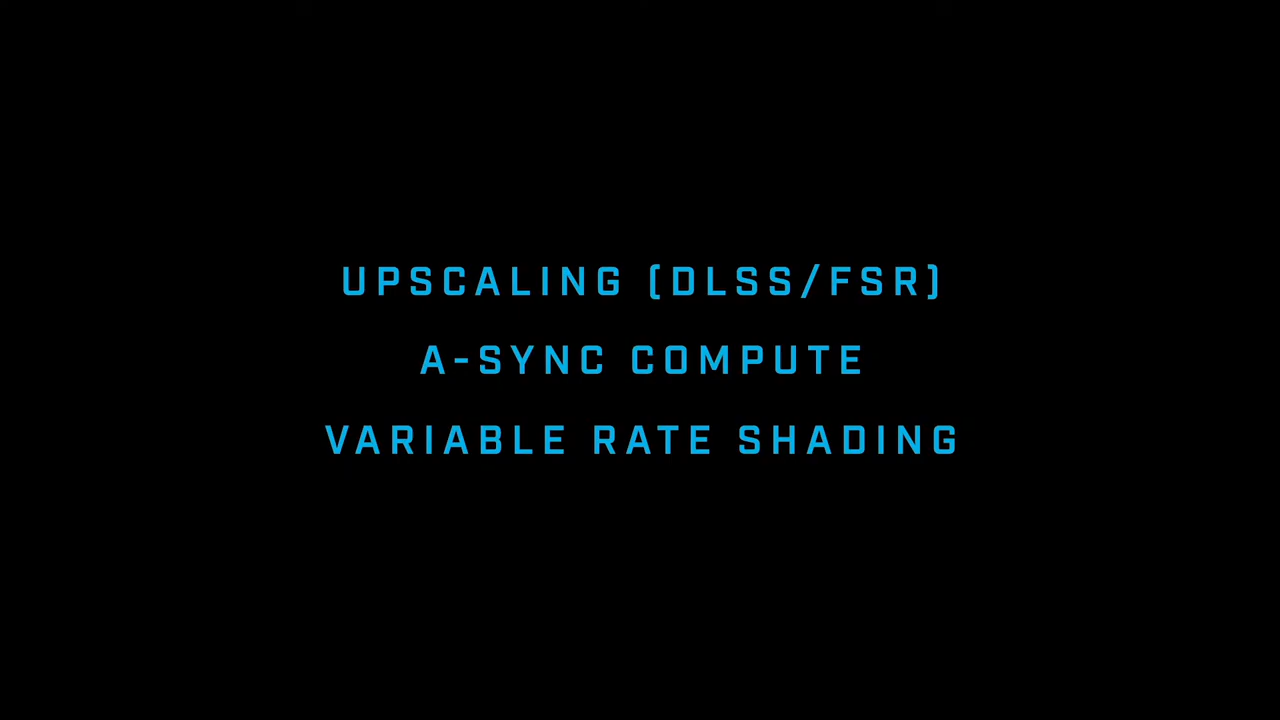 UPSCALING (DLSS/FSR)
A-SYNC COMPUTE
VARIABLE RATE SHADING